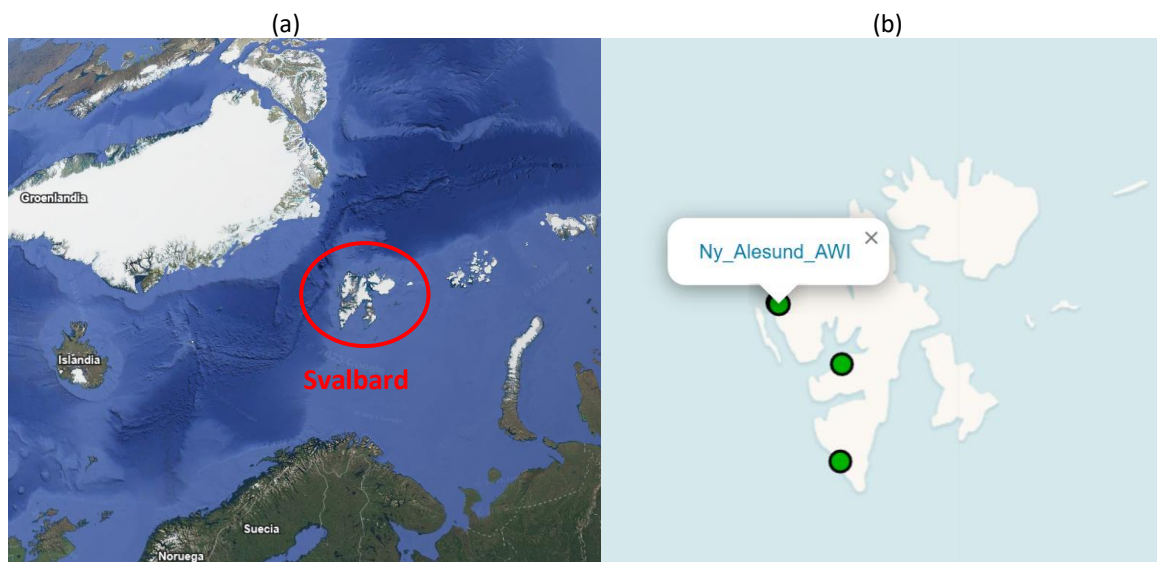 (a)
(b)
Groenlandia
Islandia
Svalbard
Suecia
Noruega
Ny_Alesund_AWI
×